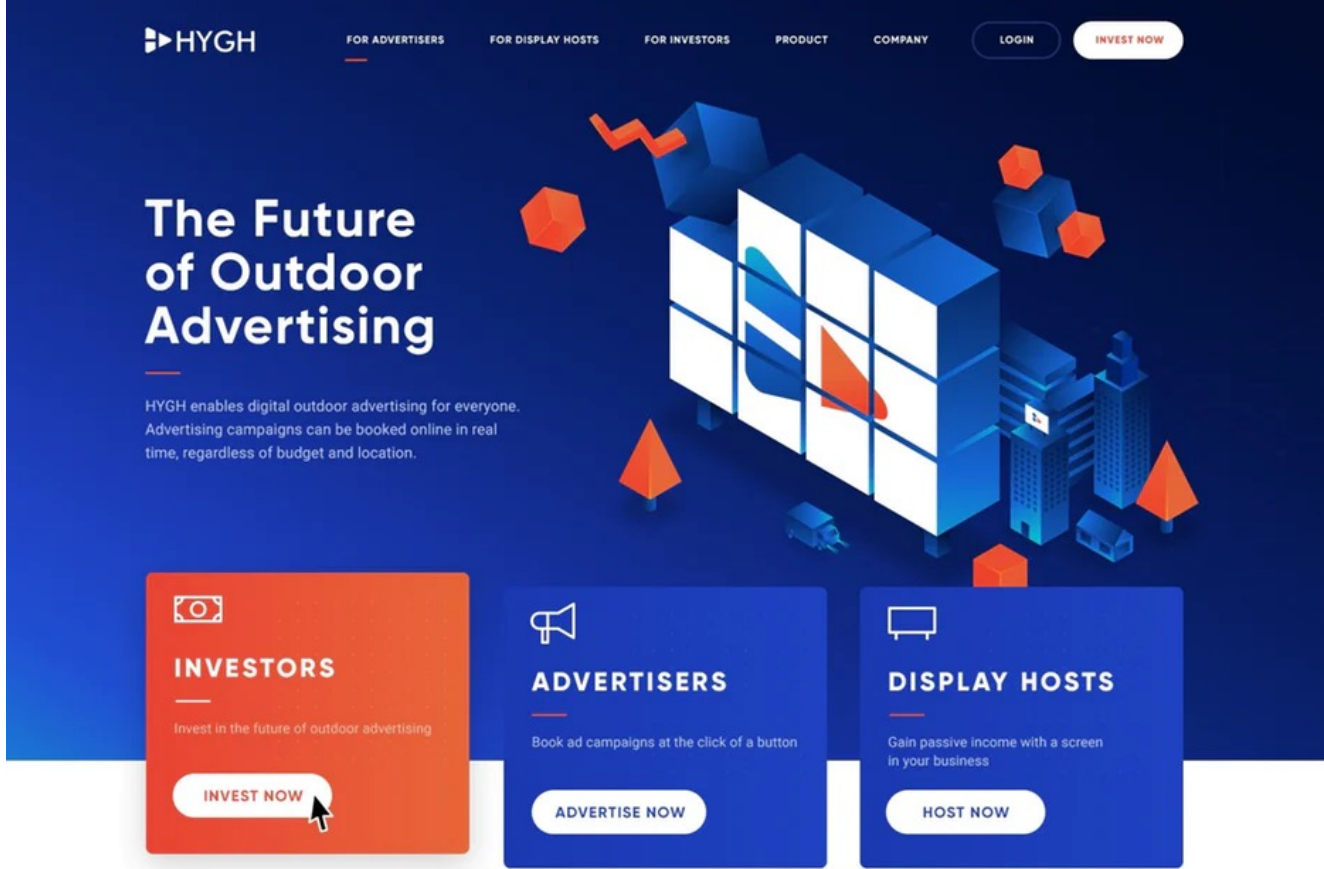 HYGH
FOR ADVERTISERS
FOR DISPLAY HOSTS
FOR INVESTORS
PRODUCT
COMPANY
LOGIN
INVEST NOW
The Future
of Outdoor
Advertising
HYGH enables digital outdoor advertising for everyone.
Advertising campaigns can be booked online in real
time, regardless of budget and location.
INVESTORS
Invest in the future of outdoor advertising
INVEST NOW
ADVERTISERS
Book ad campaigns at the click of a button
ADVERTISE NOW
DISPLAY HOSTS
Gain passive income with a screen
in your business
HOST NOW